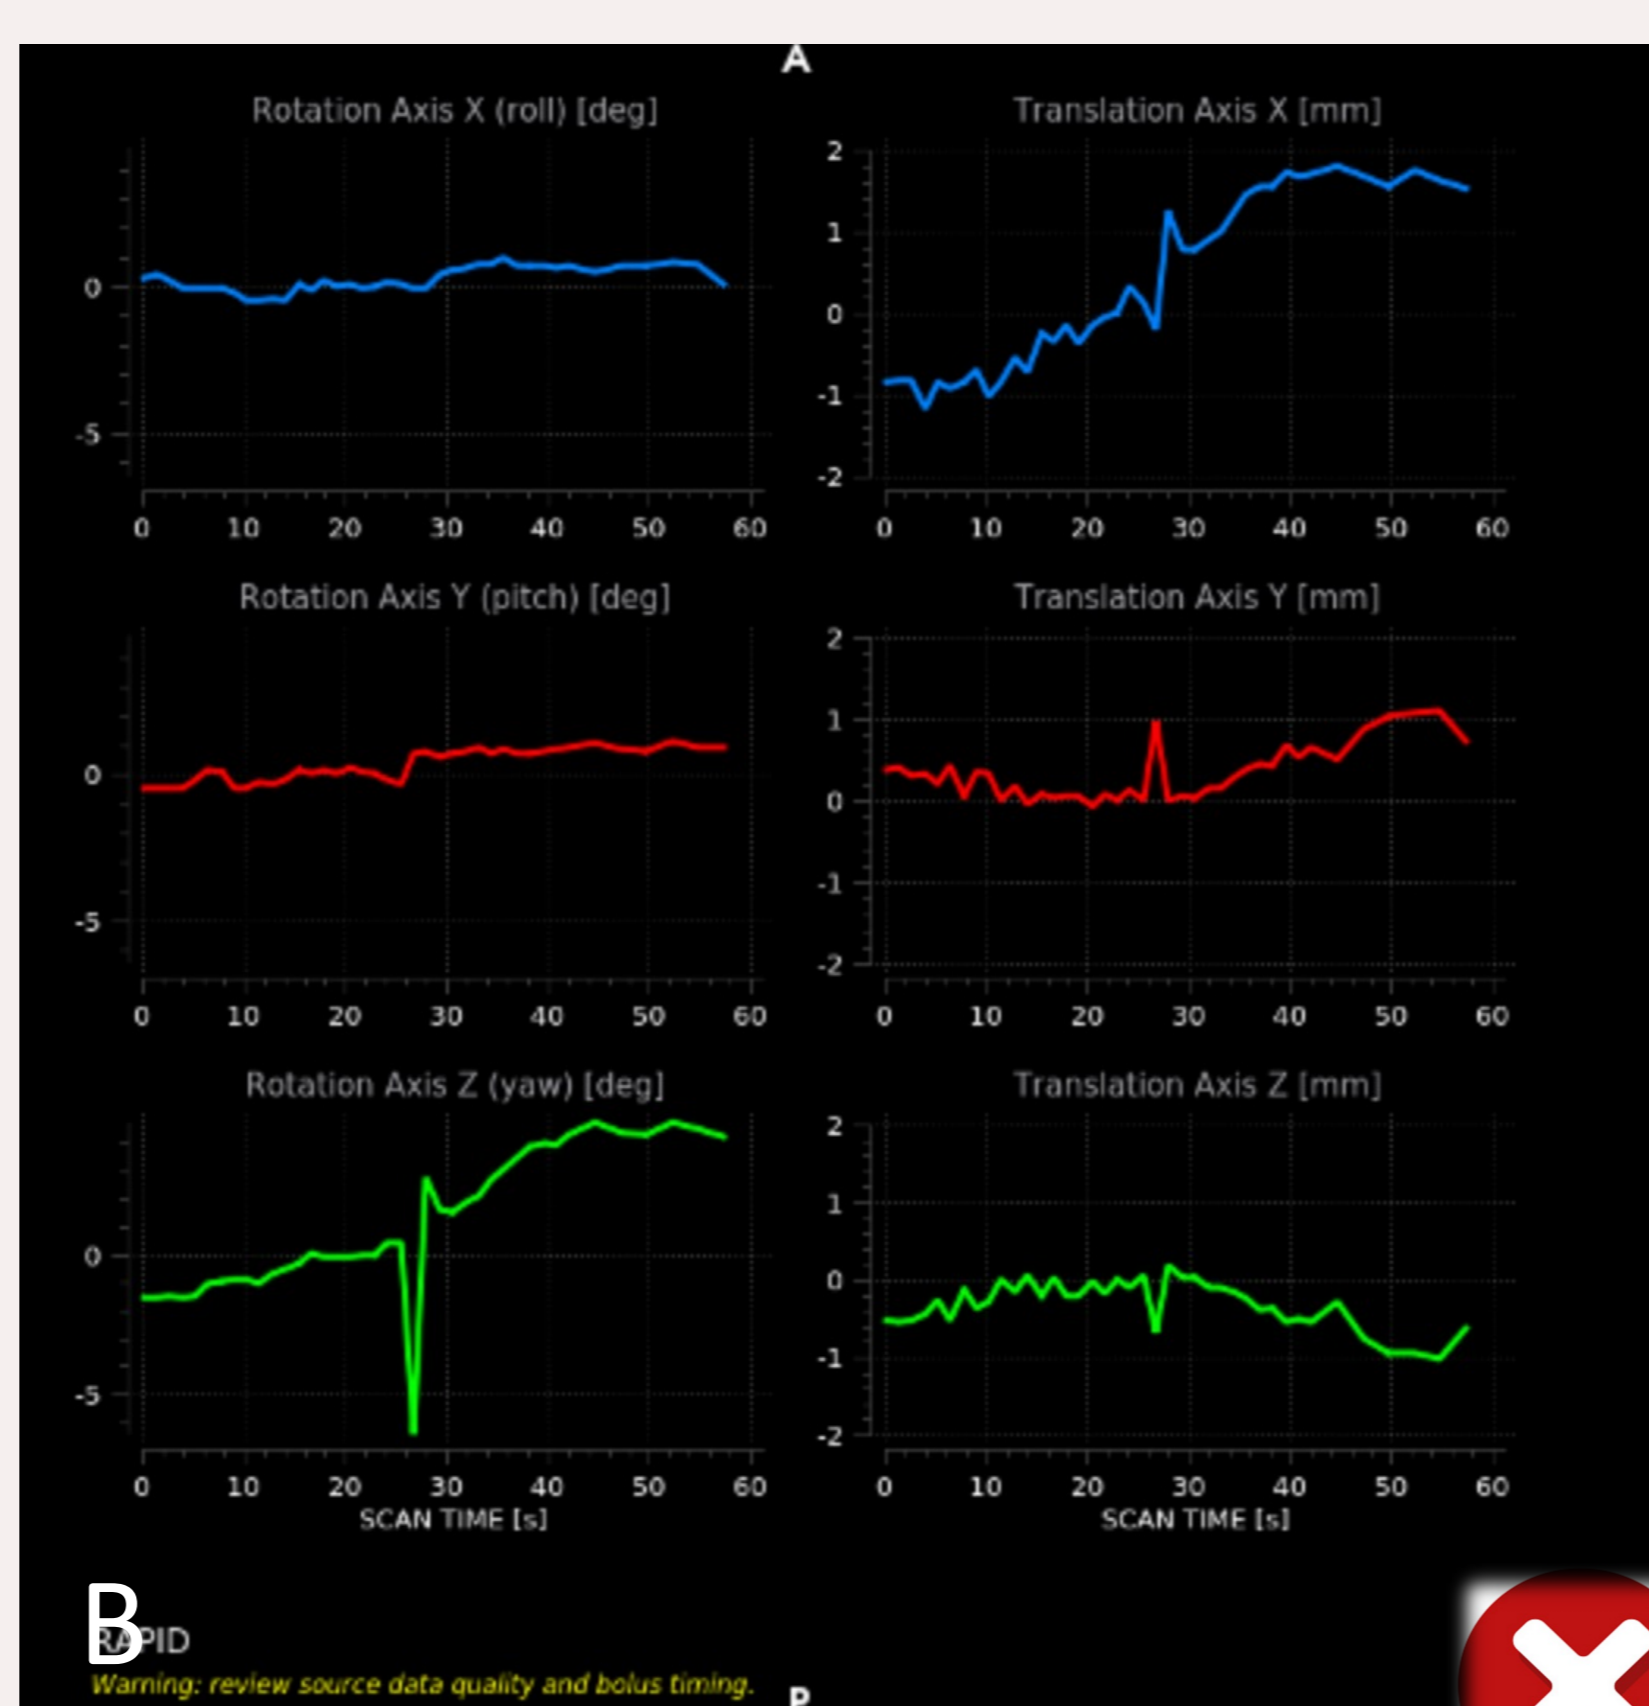 A
Rotation Axis X (roll) [deg]
Translation Axis X [mm]
0
-5
2
1
0
-1
-2
0 10 20 30 40 50 60
0 10 20 30 40 50 60
Rotation Axis Y (pitch) [deg]
Translation Axis Y [mm]
0
-5
2
1
0
-1
-2
0 10 20 30 40 50 60
0 10 20 30 40 50 60
Rotation Axis Z (yaw) [deg]
Translation Axis Z [mm]
0
-5
2
1
0
-1
-2
0 10 20 30 40 50 60
0 10 20 30 40 50 60
SCAN TIME [s]
SCAN TIME [s]
B
RAPID
Warning: review source data quality and bolus timing.
P